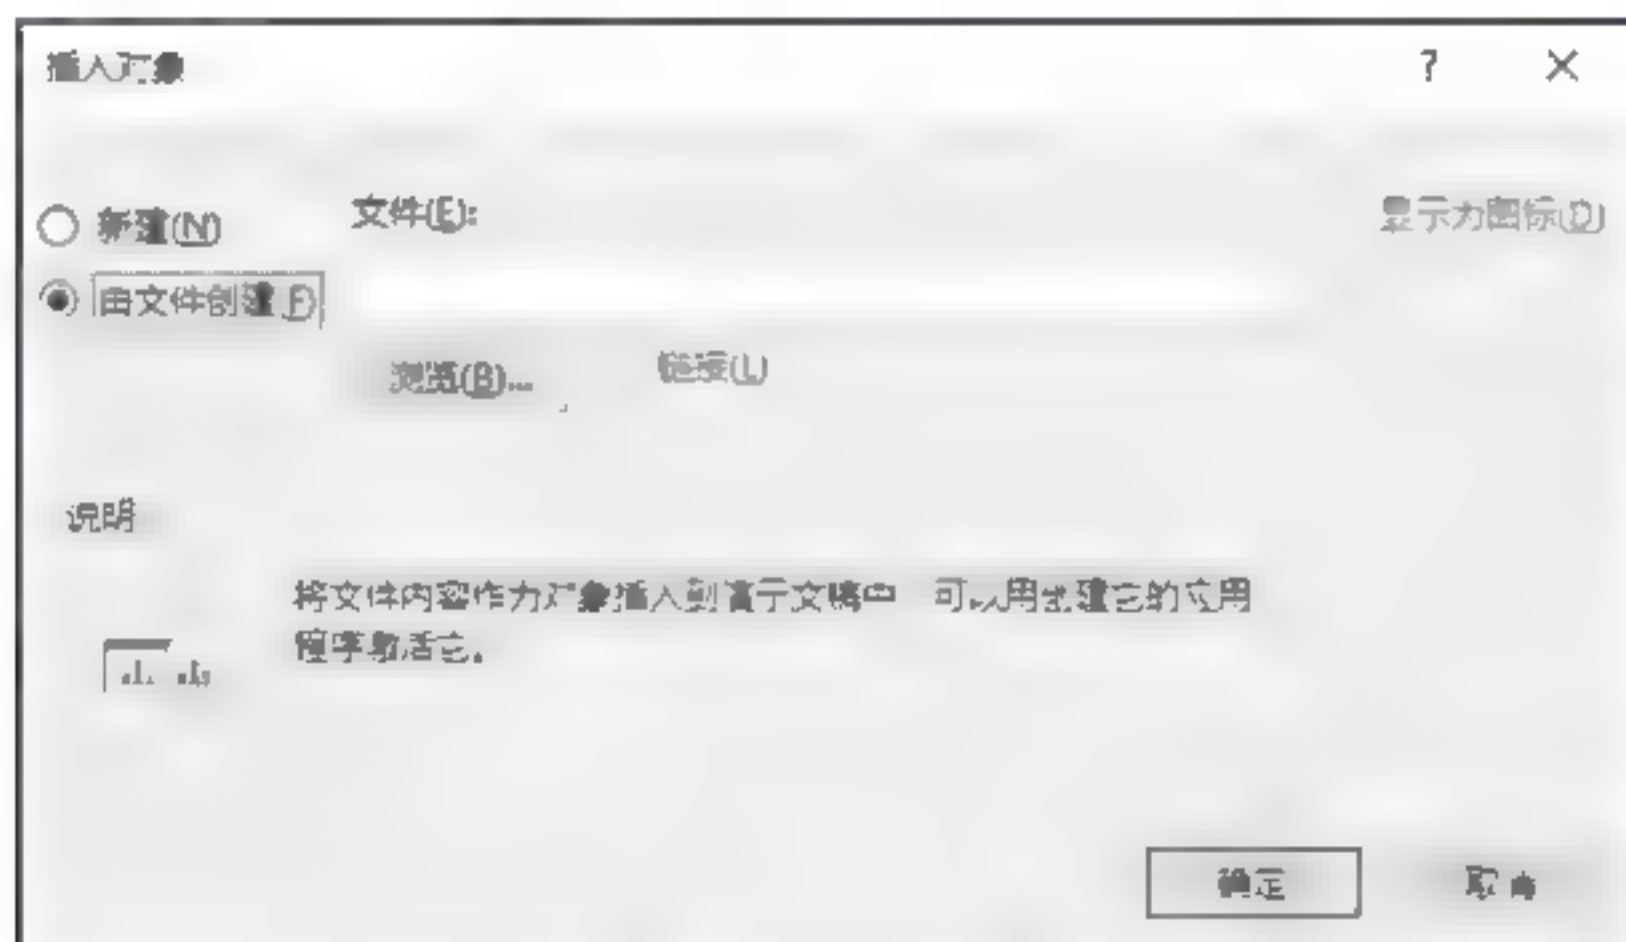 插入对象
? ×
新建(N)
文件(E):
显示为图标(D)
由文件创建(F)
浏览(B)...
链接(L)
说明
将文件内容作为对象插入到演示文稿中，可以用创建它的应用
程序激活它。
确定
取消